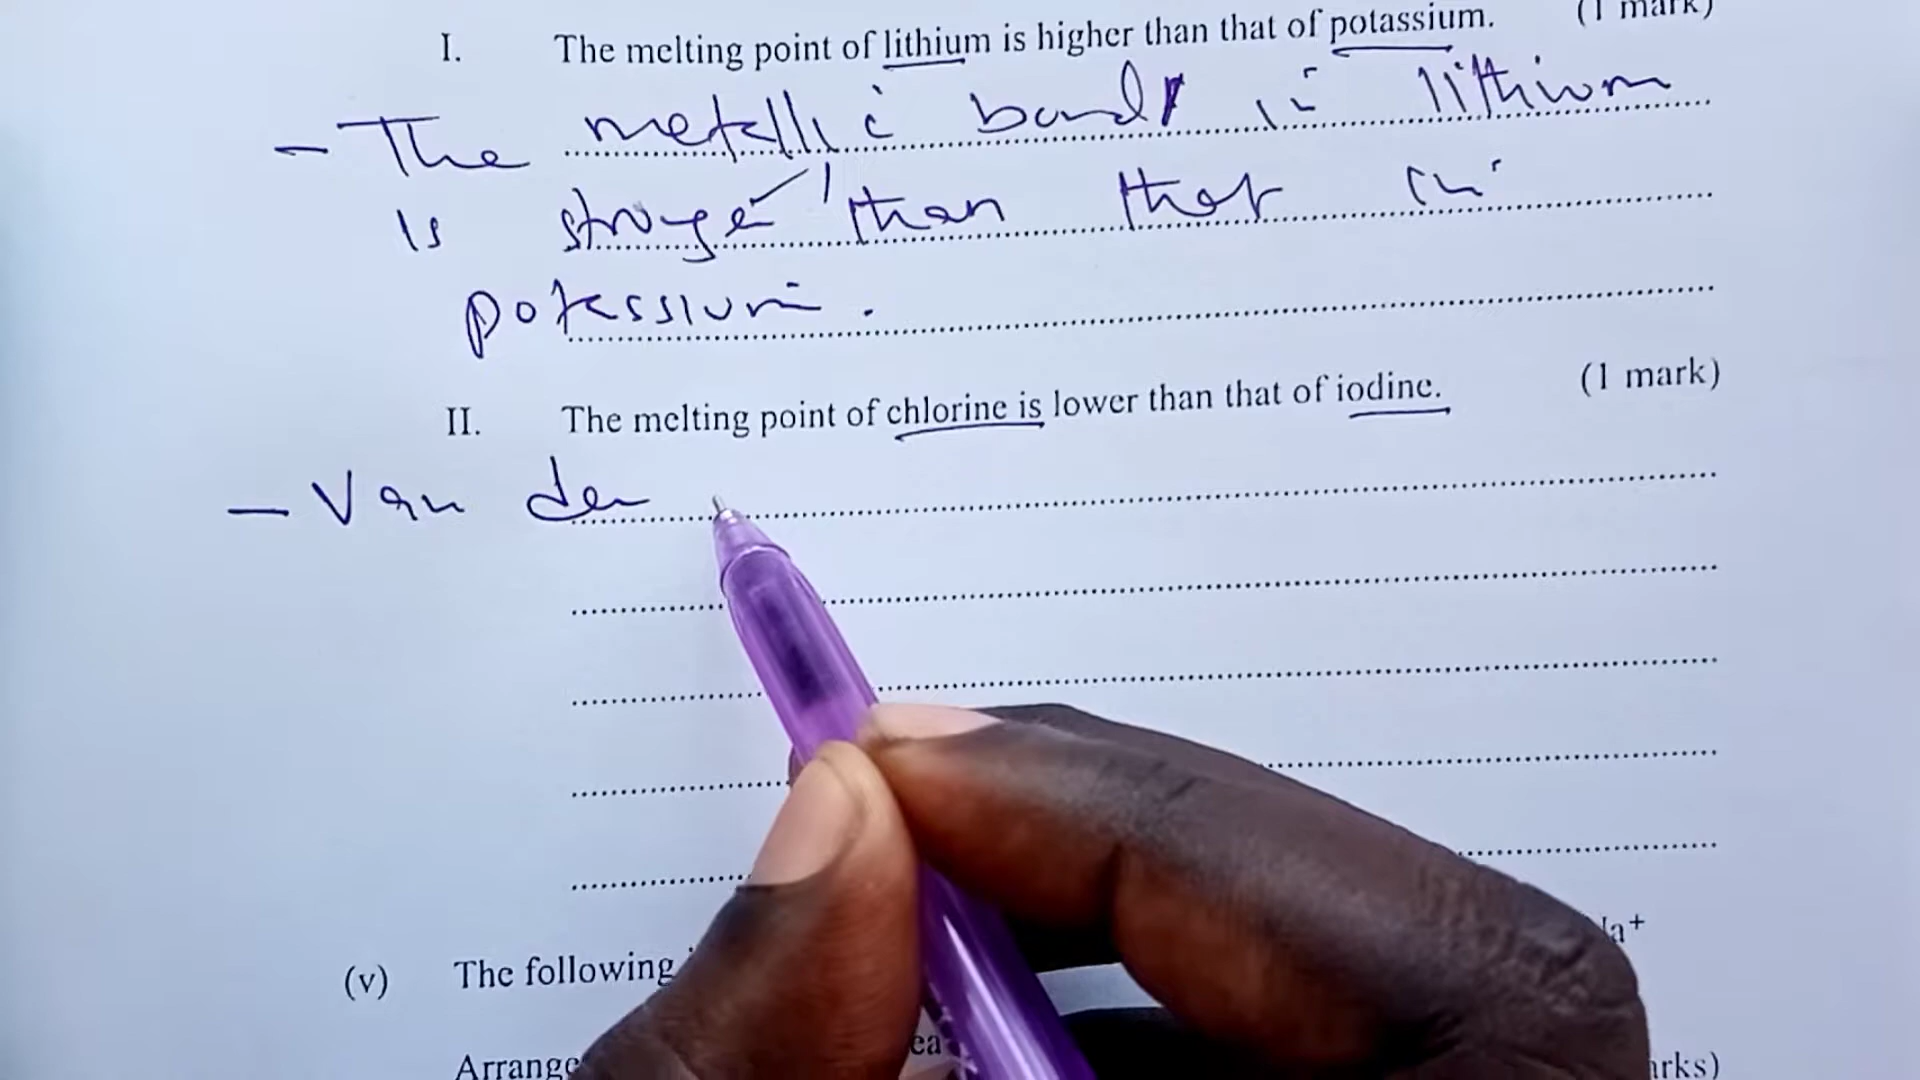 I. The melting point of lithium is higher than that of potassium. (1 mark)
- The metallic bond in lithium
is stronger than that in
potassium.
II. The melting point of chlorine is lower than that of iodine. (1 mark)
- Van der
(v) The following
Arrange